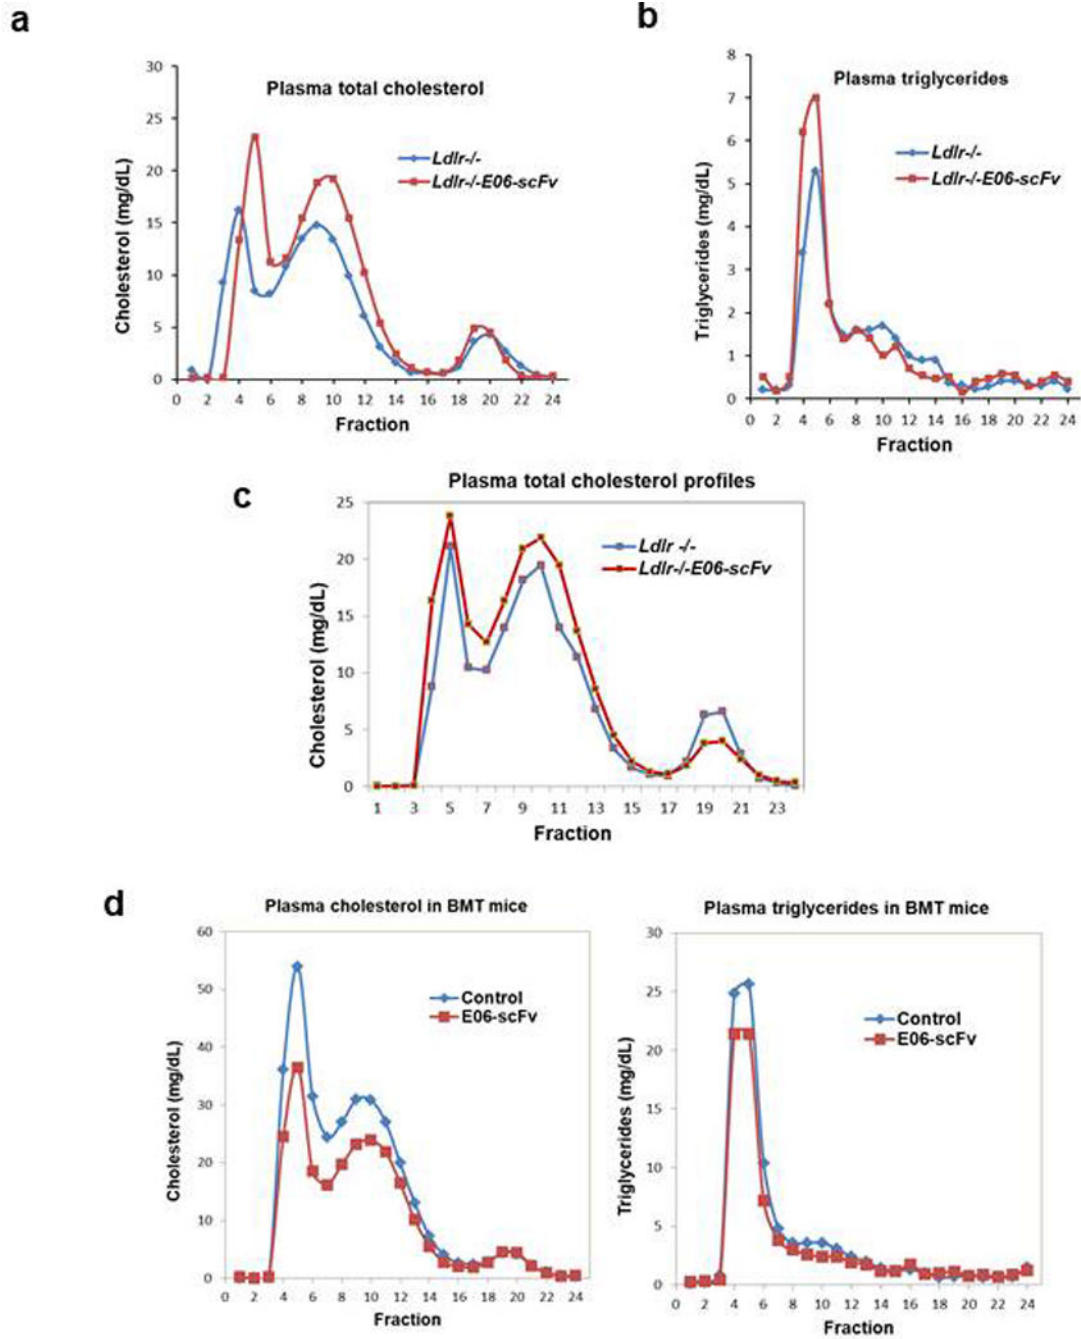 a
Plasma total cholesterol
30
25
20
15
10
5
0
Cholesterol (mg/dL)
Ldlr-/-
Ldlr-/-E06-scFv
0 2 4 6 8 10 12 14 16 18 20 22 24
Fraction
b
Plasma triglycerides
8
7
6
5
4
3
2
1
0
Triglycerides (mg/dL)
Ldlr-/-
Ldlr-/-E06-scFv
0 2 4 6 8 10 12 14 16 18 20 22 24
Fraction
c
Plasma total cholesterol profiles
25
20
15
10
5
0
Cholesterol (mg/dL)
Ldlr -/-
Ldlr-/-E06-scFv
1 3 5 7 9 11 13 15 17 19 21 23
Fraction
d
Plasma cholesterol in BMT mice
60
50
40
30
20
10
0
Cholesterol (mg/dL)
Control
E06-scFv
0 2 4 6 8 10 12 14 16 18 20 22 24
Fraction
Plasma triglycerides in BMT mice
30
25
20
15
10
5
0
Triglycerides (mg/dL)
Control
E06-scFv
0 2 4 6 8 10 12 14 16 18 20 22 24
Fraction